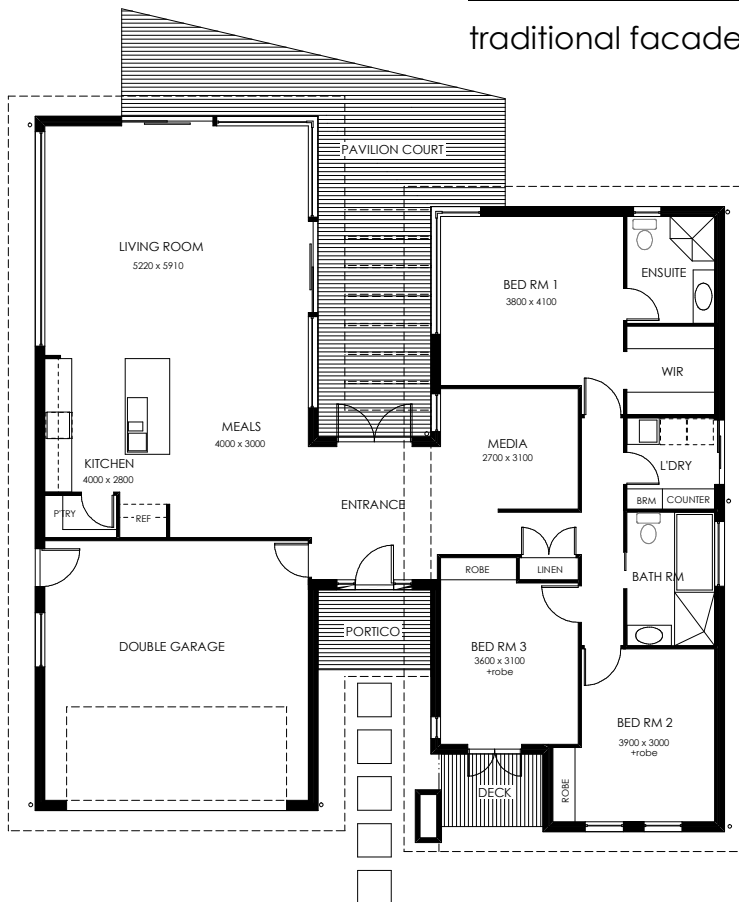 traditional facade
PAVILION COURT
LIVING ROOM
5220 x 5910
BED RM 1
3800 x 4100
ENSUITE
WIR
MEALS
4000 x 3000
MEDIA
2700 x 3100
KITCHEN
4000 x 2800
L'DRY
BRM
COUNTER
P'TRY
REF
ENTRANCE
ROBE
LINEN
BATH RM
PORTICO
DOUBLE GARAGE
BED RM 3
3600 x 3100
+robe
BED RM 2
3900 x 3000
+robe
DECK
ROBE